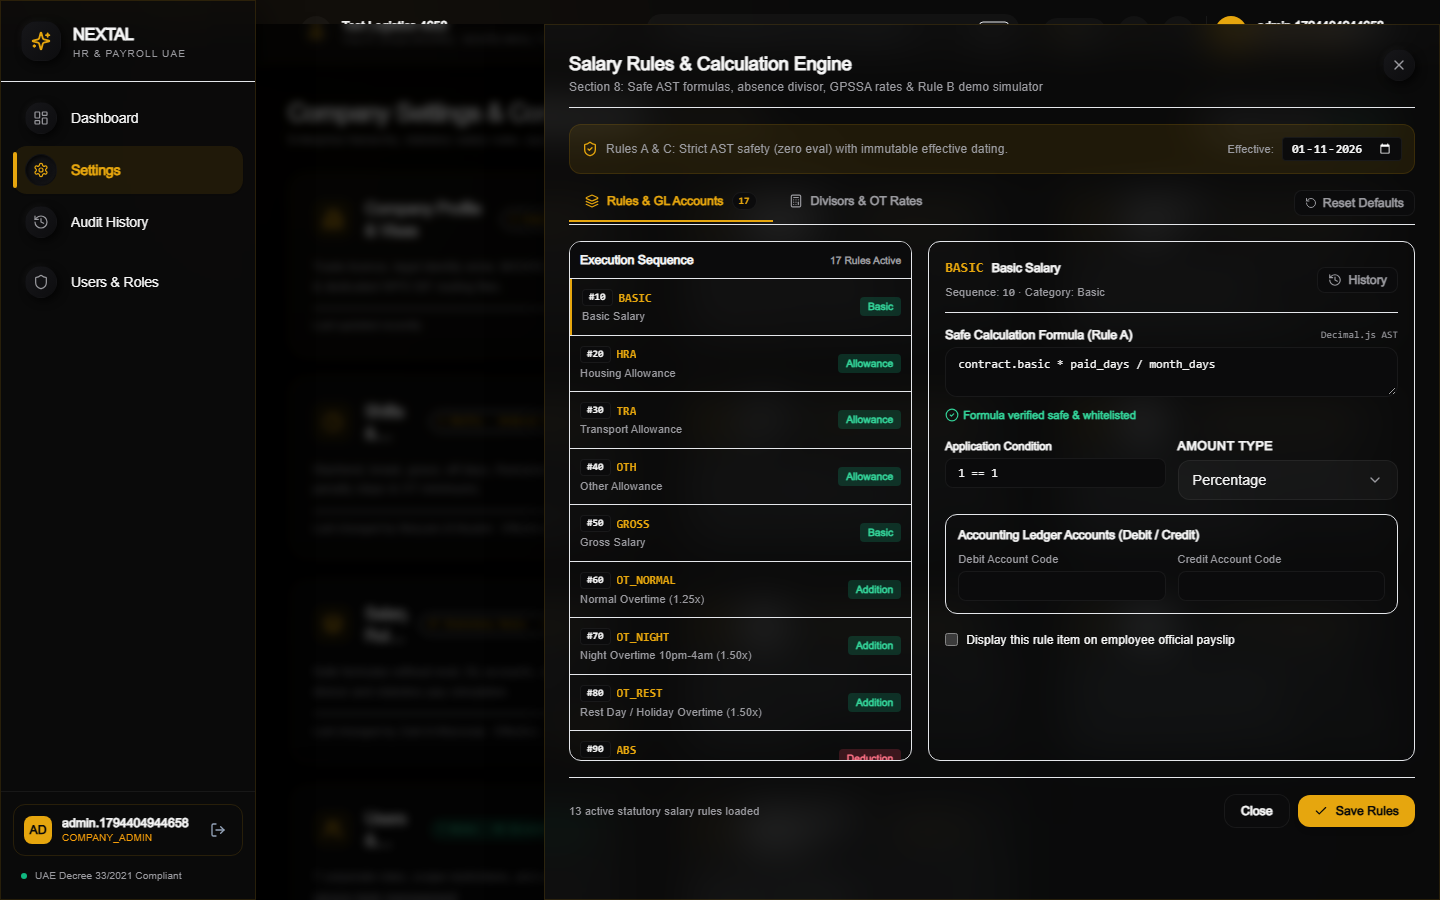 NEXTAL
HR & PAYROLL UAE
Dashboard
Settings
Audit History
Users & Roles
AD
admin.1794404944658
COMPANY_ADMIN
UAE Decree 33/2021 Compliant
Salary Rules & Calculation Engine
Section 8: Safe AST formulas, absence divisor, GPSSA rates & Rule B demo simulator
Rules A & C: Strict AST safety (zero eval) with immutable effective dating.
Effective:
01-11-2026
Rules & GL Accounts 17
Divisors & OT Rates
Reset Defaults
Execution Sequence
17 Rules Active
#10 BASIC
Basic Salary
Basic
#20 HRA
Housing Allowance
Allowance
#30 TRA
Transport Allowance
Allowance
#40 OTH
Other Allowance
Allowance
#50 GROSS
Gross Salary
Basic
#60 OT_NORMAL
Normal Overtime (1.25x)
Addition
#70 OT_NIGHT
Night Overtime 10pm-4am (1.50x)
Addition
#80 OT_REST
Rest Day / Holiday Overtime (1.50x)
Addition
#90 ABS
Deduction
BASIC Basic Salary
Sequence: 10 · Category: Basic
History
Safe Calculation Formula (Rule A)
Decimal.js AST
contract.basic * paid_days / month_days
Formula verified safe & whitelisted
Application Condition
1 == 1
AMOUNT TYPE
Percentage
Accounting Ledger Accounts (Debit / Credit)
Debit Account Code
Credit Account Code
Display this rule item on employee official payslip
13 active statutory salary rules loaded
Close
Save Rules